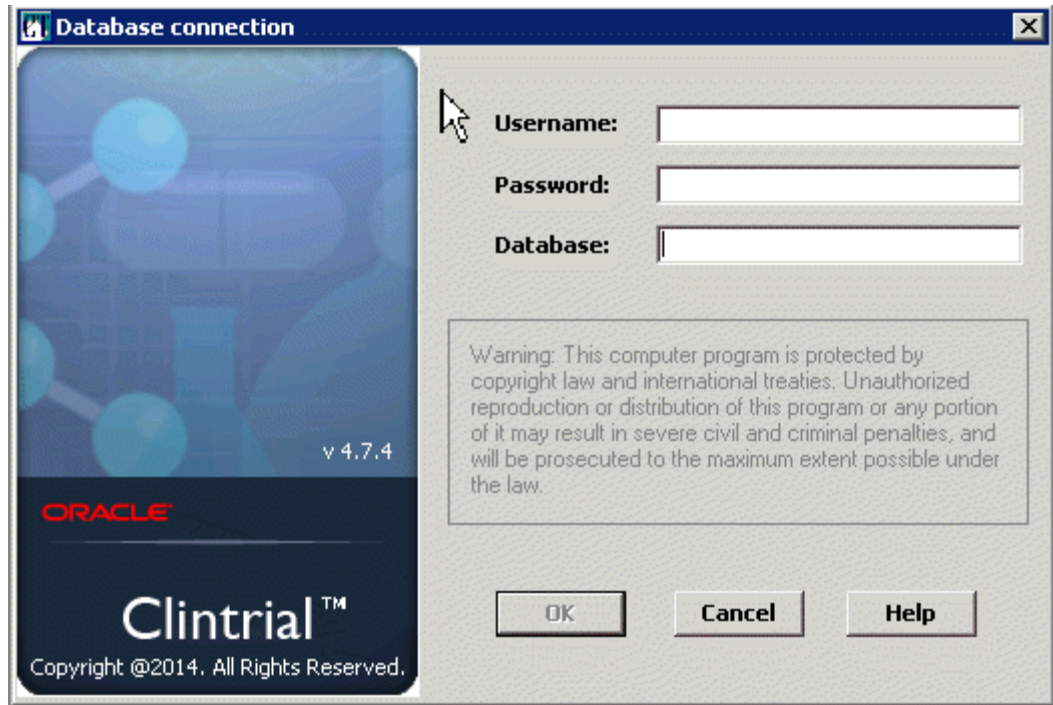 Database connection
Username:
Password:
Database:
Warning: This computer program is protected by
copyright law and international treaties. Unauthorized
reproduction or distribution of this program or any portion
of it may result in severe civil and criminal penalties, and
will be prosecuted to the maximum extent possible under
the law.
v 4.7.4
ORACLE®
Clintrial™
Copyright @2014. All Rights Reserved.
OK
Cancel
Help